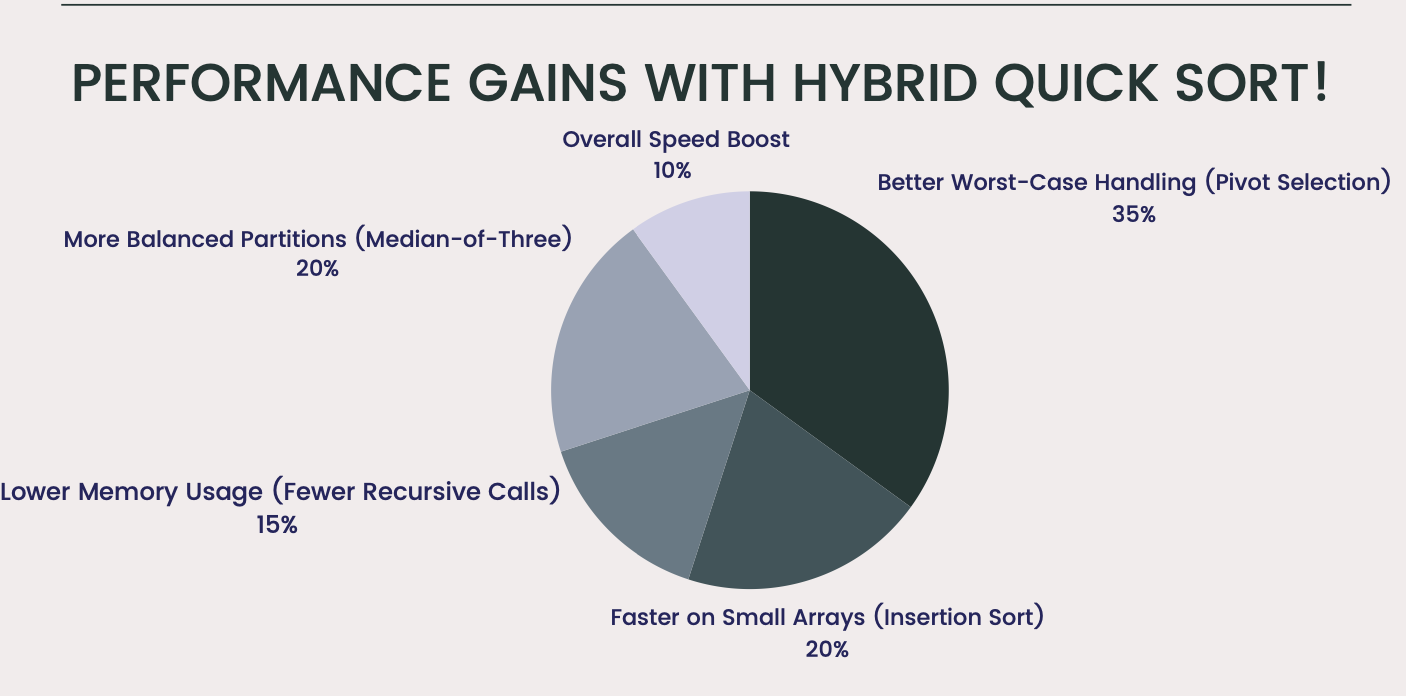 PERFORMANCE GAINS WITH HYBRID QUICK SORT!
Overall Speed Boost
10%
Better Worst-Case Handling (Pivot Selection)
35%
More Balanced Partitions (Median-of-Three)
20%
Lower Memory Usage (Fewer Recursive Calls)
15%
Faster on Small Arrays (Insertion Sort)
20%